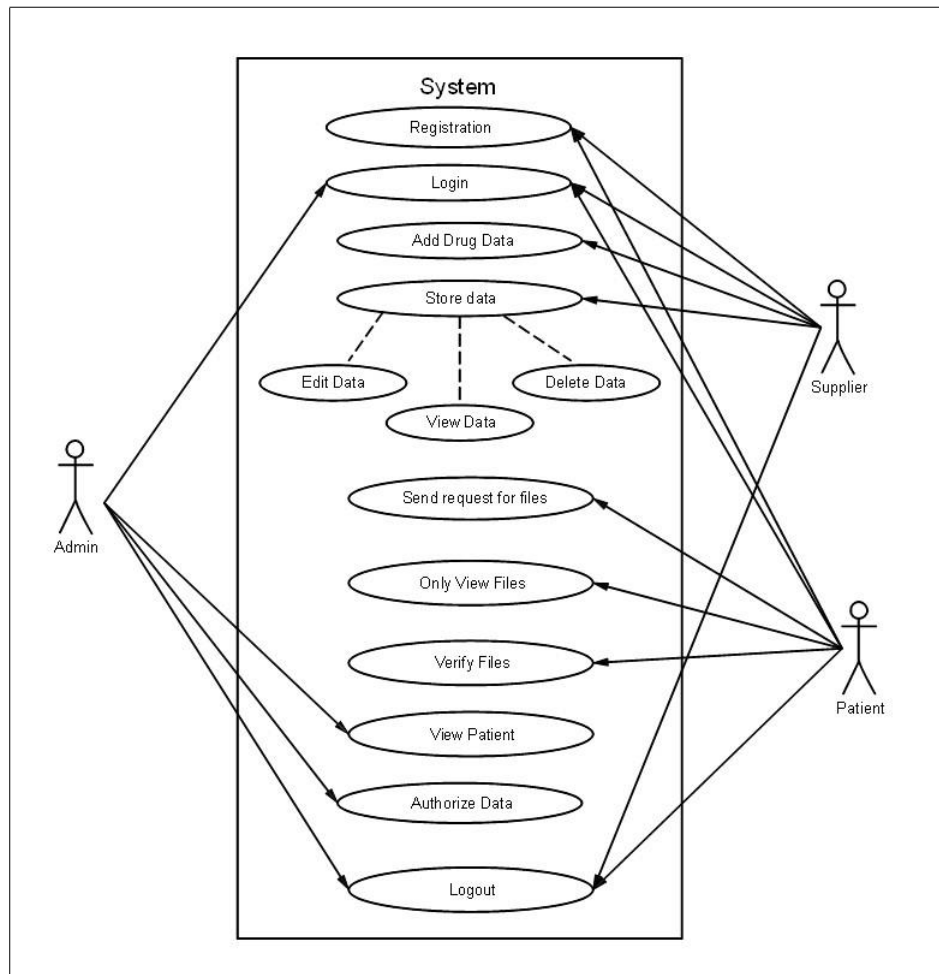 System
Registration
Login
Add Drug Data
Store data
Edit Data
Delete Data
View Data
Supplier
Send request for files
Admin
Only View Files
Verify Files
Patient
View Patient
Authorize Data
Logout